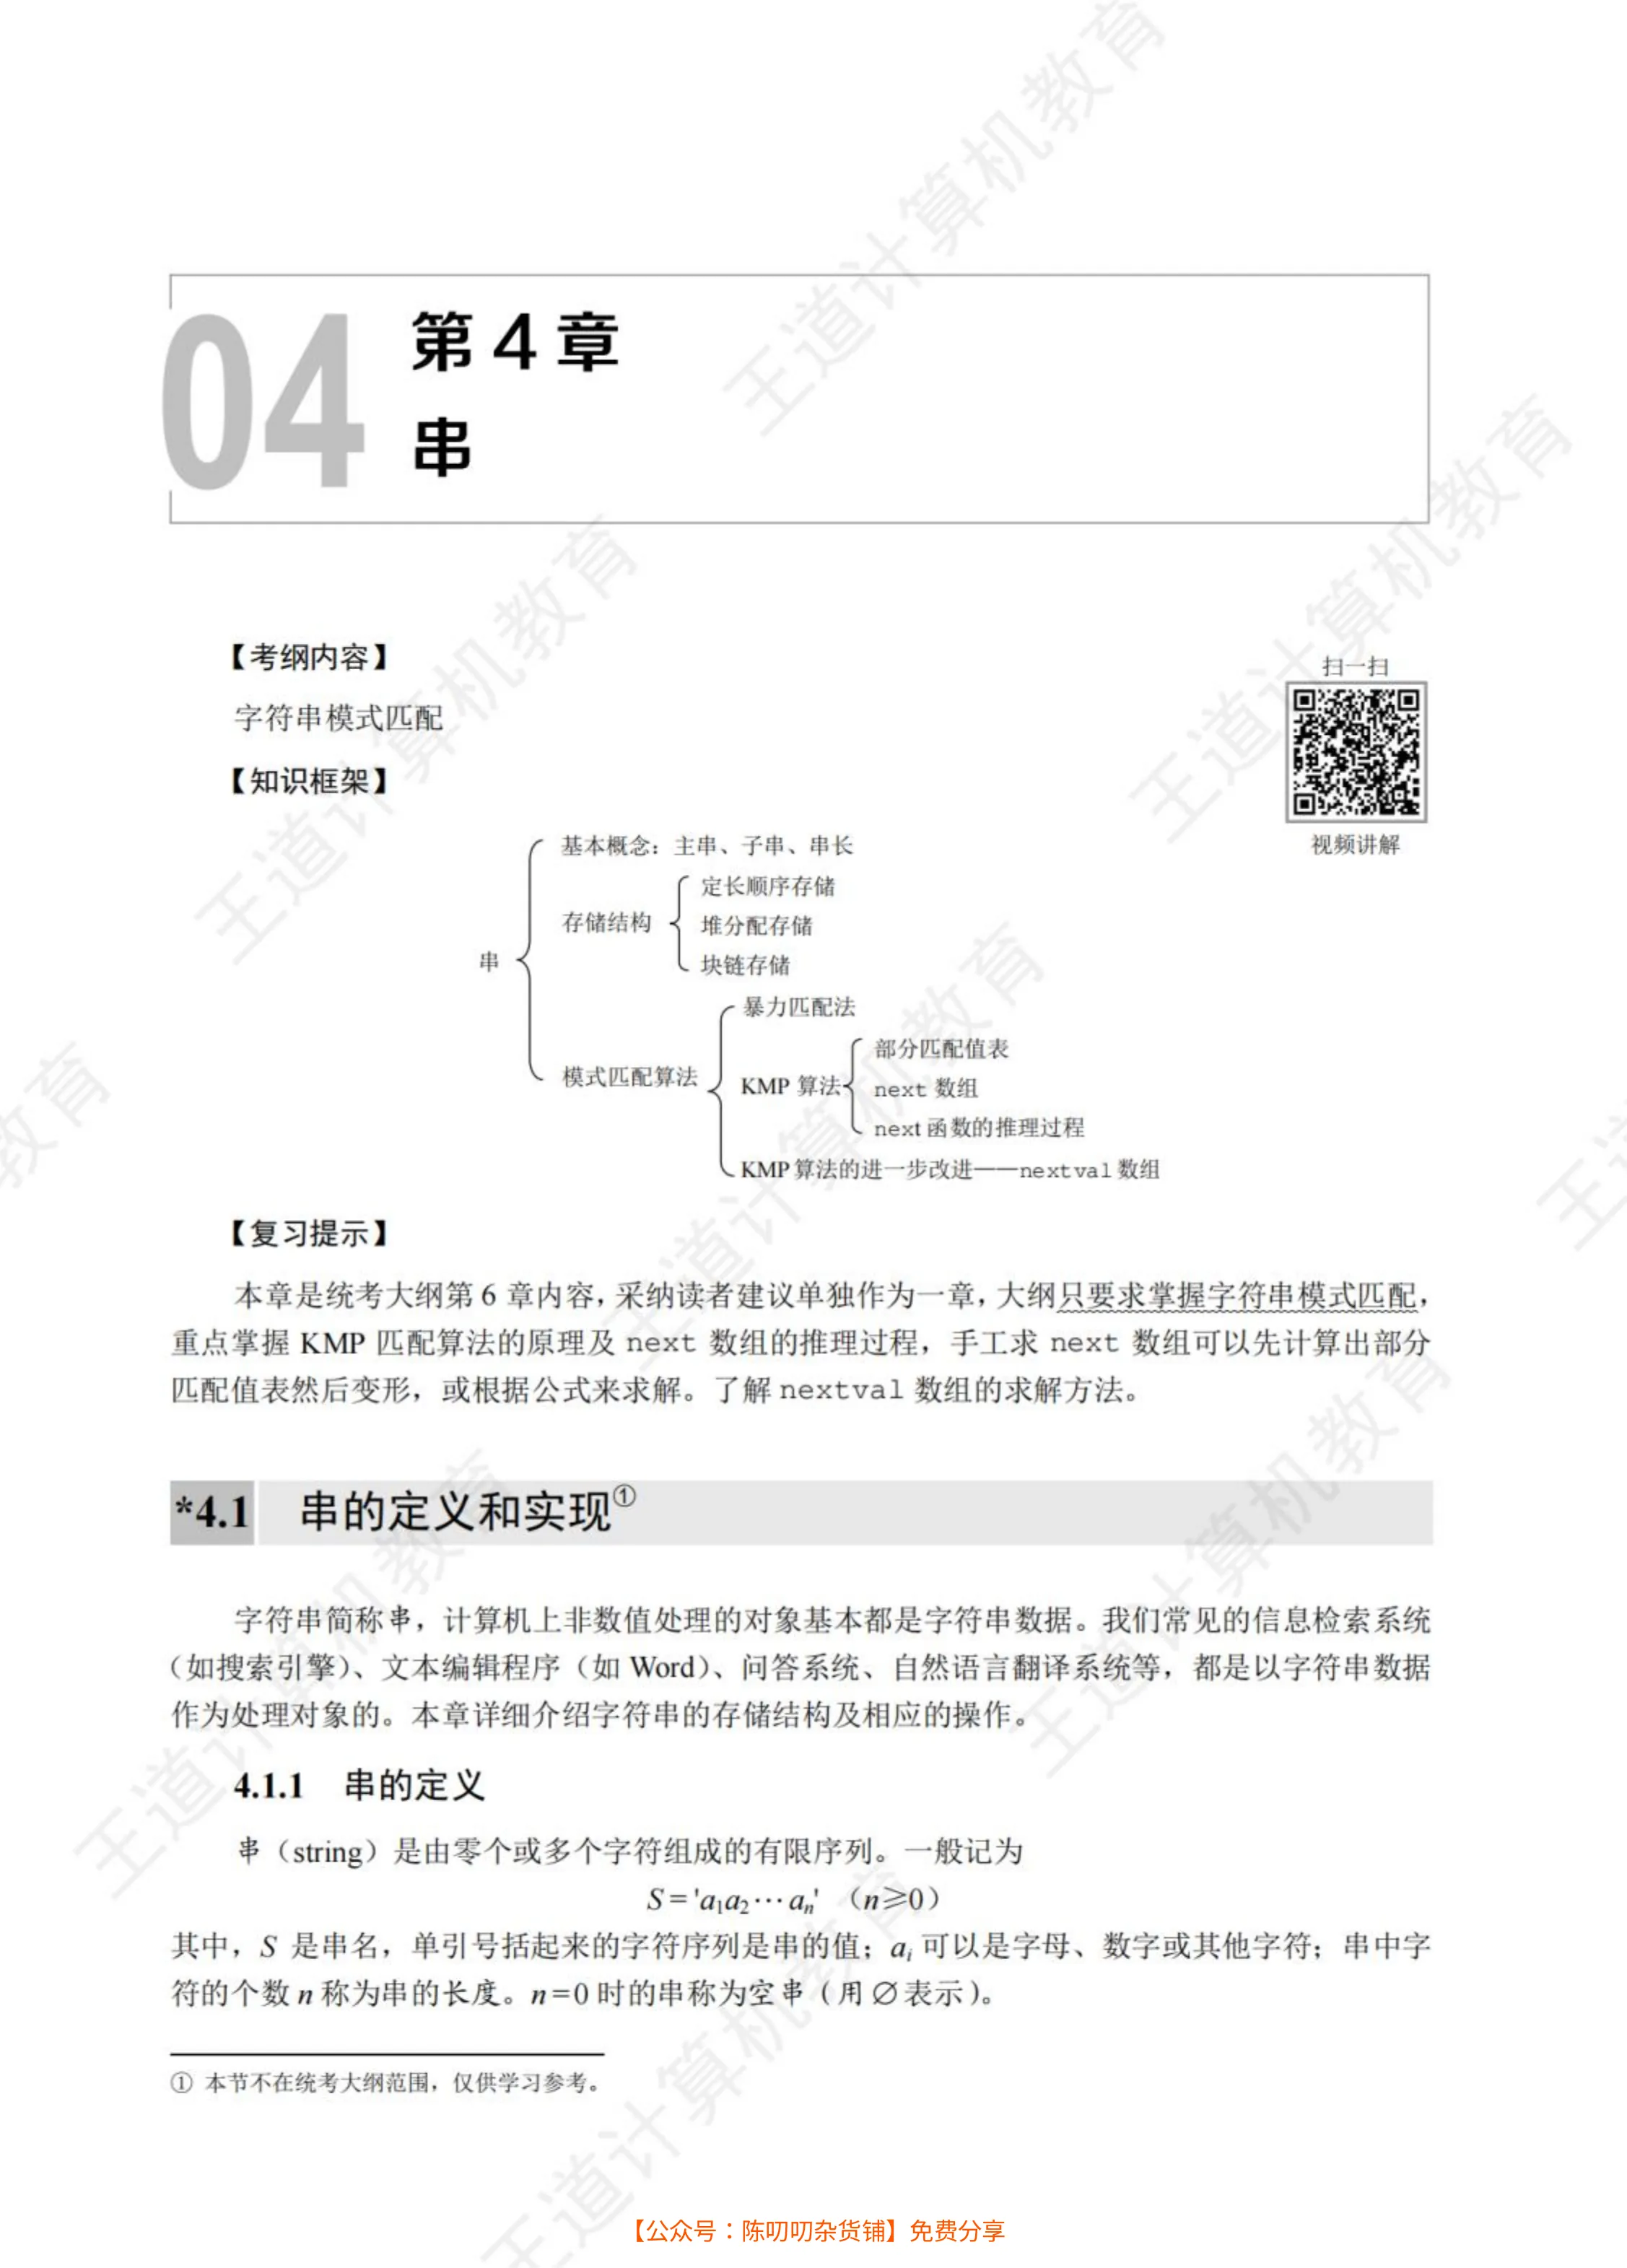 04
第 4 章
串
【考纲内容】
字符串模式匹配
【知识框架】
扫一扫
视频讲解
串
基本概念：主串、子串、串长
存储结构
定长顺序存储
堆分配存储
块链存储
模式匹配算法
暴力匹配法
KMP 算法
部分匹配值表
next 数组
next 函数的推理过程
KMP 算法的进一步改进——nextval 数组
【复习提示】
本章是统考大纲第 6 章内容，采纳读者建议单独作为一章，大纲只要求掌握字符串模式匹配，
重点掌握 KMP 匹配算法的原理及 next 数组的推理过程，手工求 next 数组可以先计算出部分
匹配值表然后变形，或根据公式来求解。了解 nextval 数组的求解方法。
*4.1 串的定义和实现①
字符串简称串，计算机上非数值处理的对象基本都是字符串数据。我们常见的信息检索系统
（如搜索引擎）、文本编辑程序（如 Word）、问答系统、自然语言翻译系统等，都是以字符串数据
作为处理对象的。本章详细介绍字符串的存储结构及相应的操作。
4.1.1 串的定义
串（string）是由零个或多个字符组成的有限序列。一般记为
S = 'a₁a₂⋯aₙ' （n≥0）
其中，S 是串名，单引号括起来的字符序列是串的值；aᵢ 可以是字母、数字或其他字符；串中字
符的个数 n 称为串的长度。n=0 时的串称为空串（用∅表示）。
① 本节不在统考大纲范围，仅供学习参考。
【公众号：陈叨叨杂货铺】免费分享
王道计算机教育